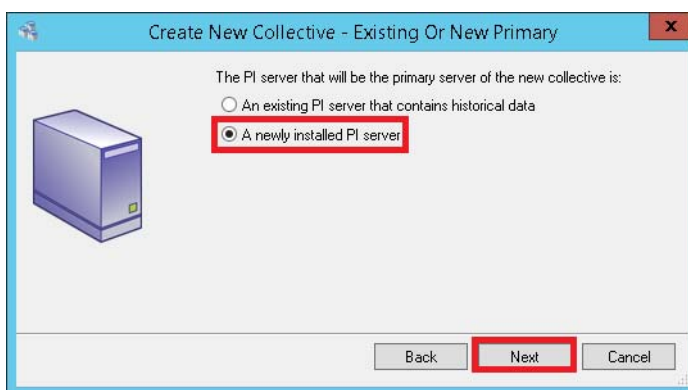 Create New Collective - Existing Or New Primary
X
The PI server that will be the primary server of the new collective is:
An existing PI server that contains historical data
A newly installed PI server
Back Next Cancel